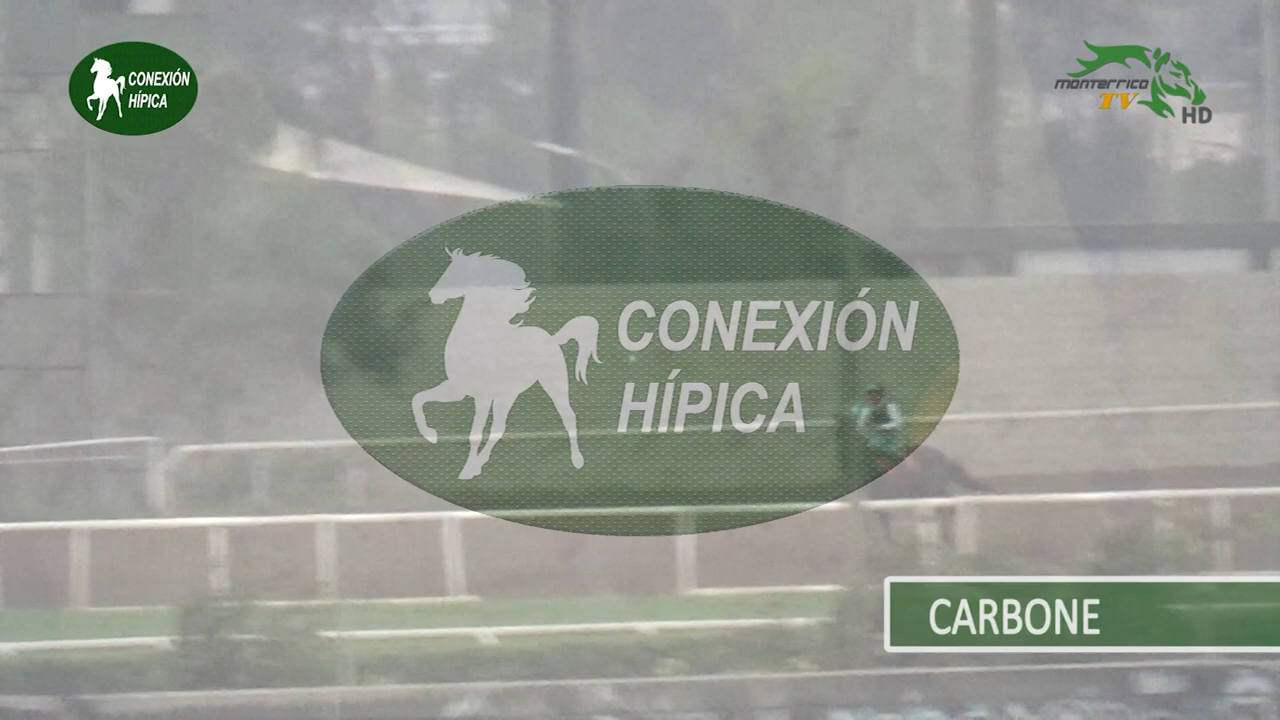 CONEXIÓN
HÍPICA
monterrico
TV
HD
CONEXIÓN
HÍPICA
CARBONE